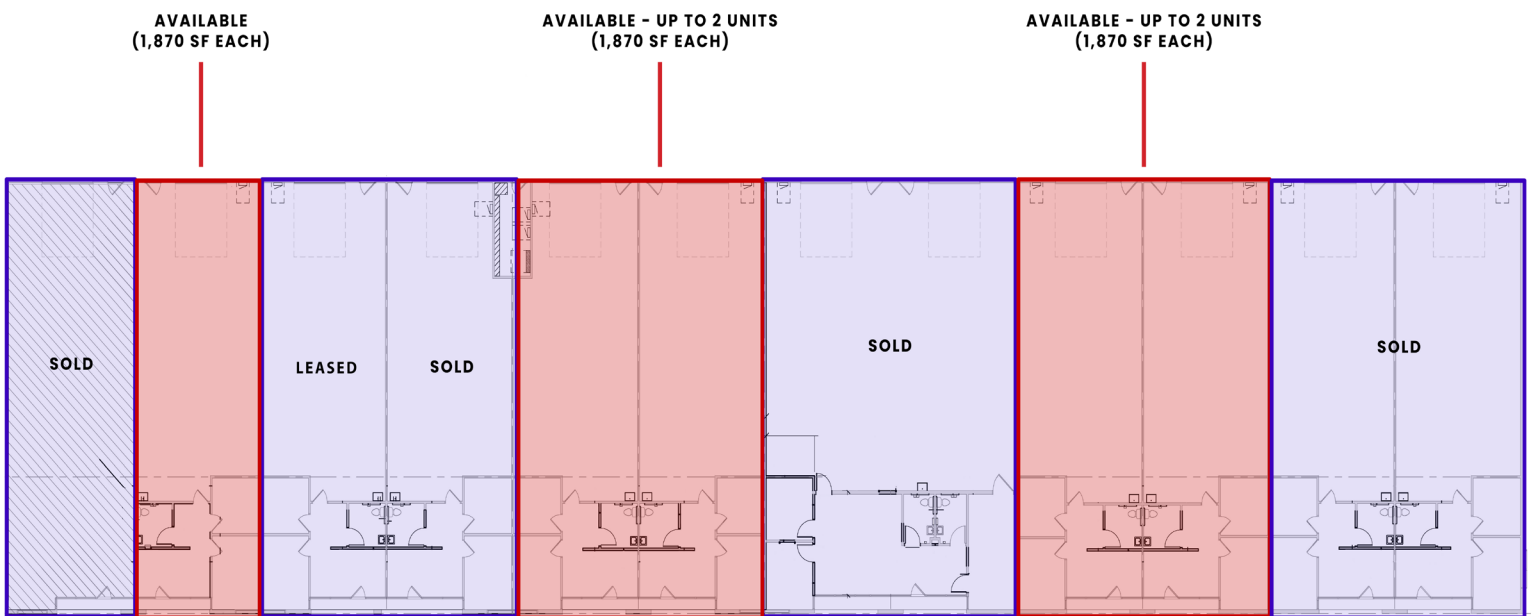 AVAILABLE
(1,870 SF EACH)
AVAILABLE - UP TO 2 UNITS
(1,870 SF EACH)
AVAILABLE - UP TO 2 UNITS
(1,870 SF EACH)
SOLD
LEASED
SOLD
SOLD
SOLD